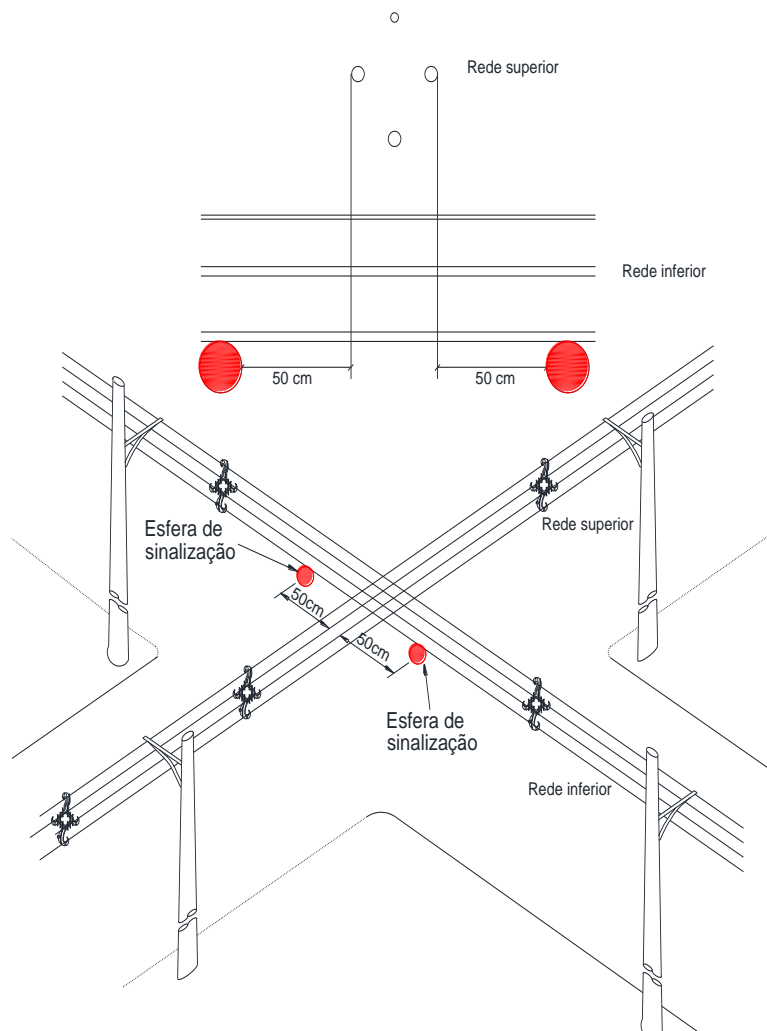 Rede superior
Rede inferior
50 cm
50 cm
Rede superior
Esfera de
sinalização
50cm
50cm
Esfera de
sinalização
Rede inferior